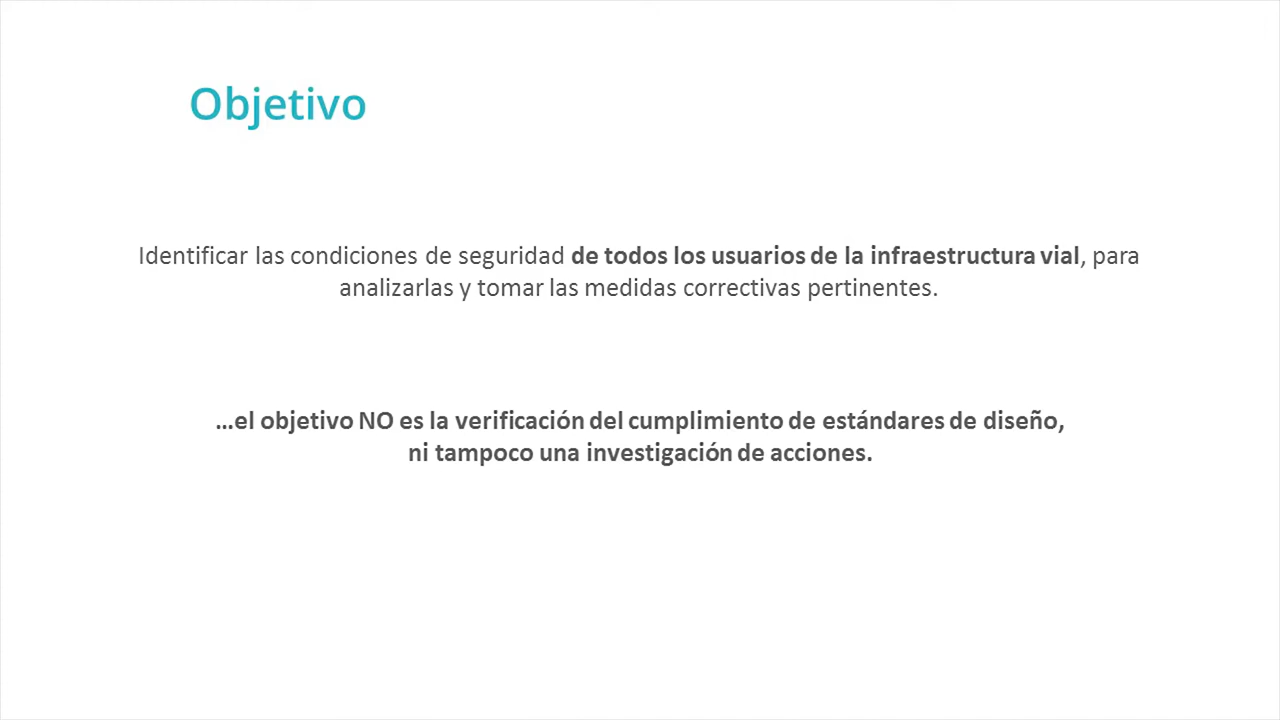 Objetivo
Identificar las condiciones de seguridad de todos los usuarios de la infraestructura vial, para
analizarlas y tomar las medidas correctivas pertinentes.
...el objetivo NO es la verificación del cumplimiento de estándares de diseño,
ni tampoco una investigación de acciones.